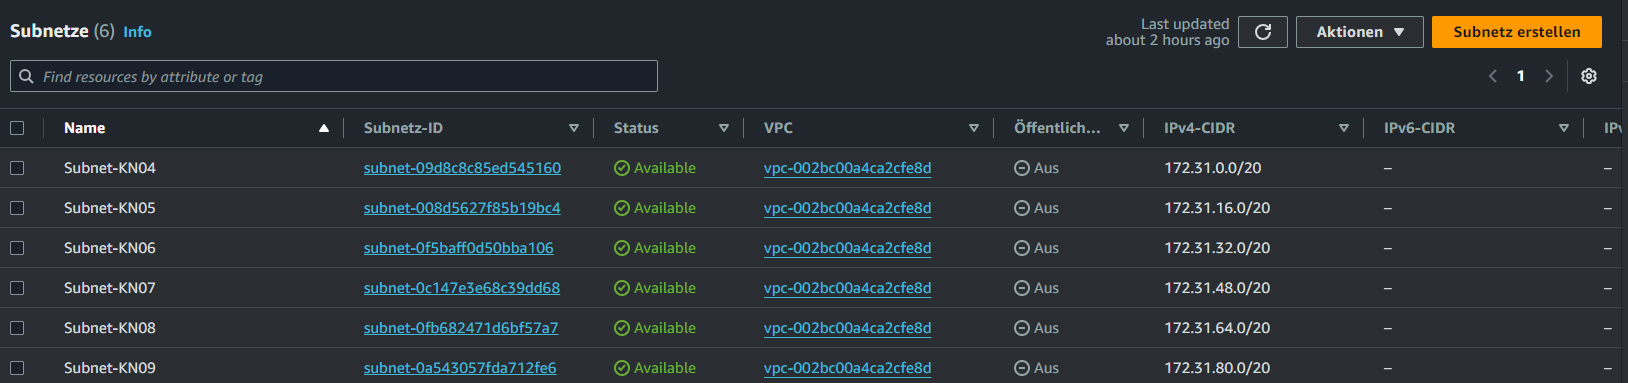 Subnetze (6) Info
Last updated
about 2 hours ago
Aktionen
Subnetz erstellen
Find resources by attribute or tag
1
Name Subnetz-ID Status VPC Öffentlich... IPv4-CIDR IPv6-CIDR
Subnet-KN04 subnet-09d8c8c85ed545160 Available vpc-002bc00a4ca2cfe8d Aus 172.31.0.0/20 – –
Subnet-KN05 subnet-008d5627f85b19bc4 Available vpc-002bc00a4ca2cfe8d Aus 172.31.16.0/20 – –
Subnet-KN06 subnet-0f5baff0d50bba106 Available vpc-002bc00a4ca2cfe8d Aus 172.31.32.0/20 – –
Subnet-KN07 subnet-0c147e3e68c39dd68 Available vpc-002bc00a4ca2cfe8d Aus 172.31.48.0/20 – –
Subnet-KN08 subnet-0fb682471d6bf57a7 Available vpc-002bc00a4ca2cfe8d Aus 172.31.64.0/20 – –
Subnet-KN09 subnet-0a543057fda712fe6 Available vpc-002bc00a4ca2cfe8d Aus 172.31.80.0/20 – –